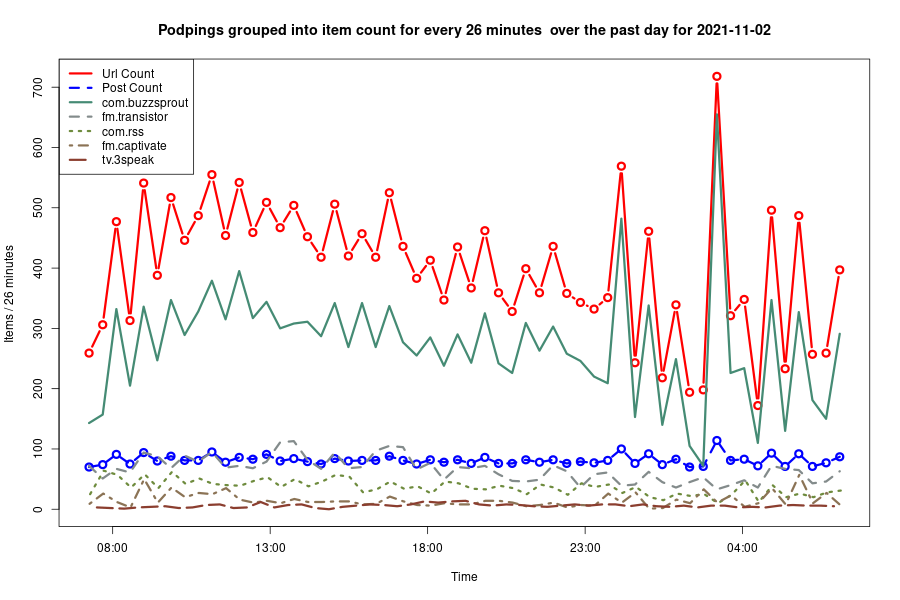 Podpings grouped into item count for every 26 minutes  over the past day for 2021-11-02
Url Count
Post Count
com.buzzsprout
fm.transistor
com.rss
fm.captivate
tv.3speak
Items / 26 minutes
700
600
500
400
300
200
100
0
08:00
13:00
18:00
23:00
04:00
Time